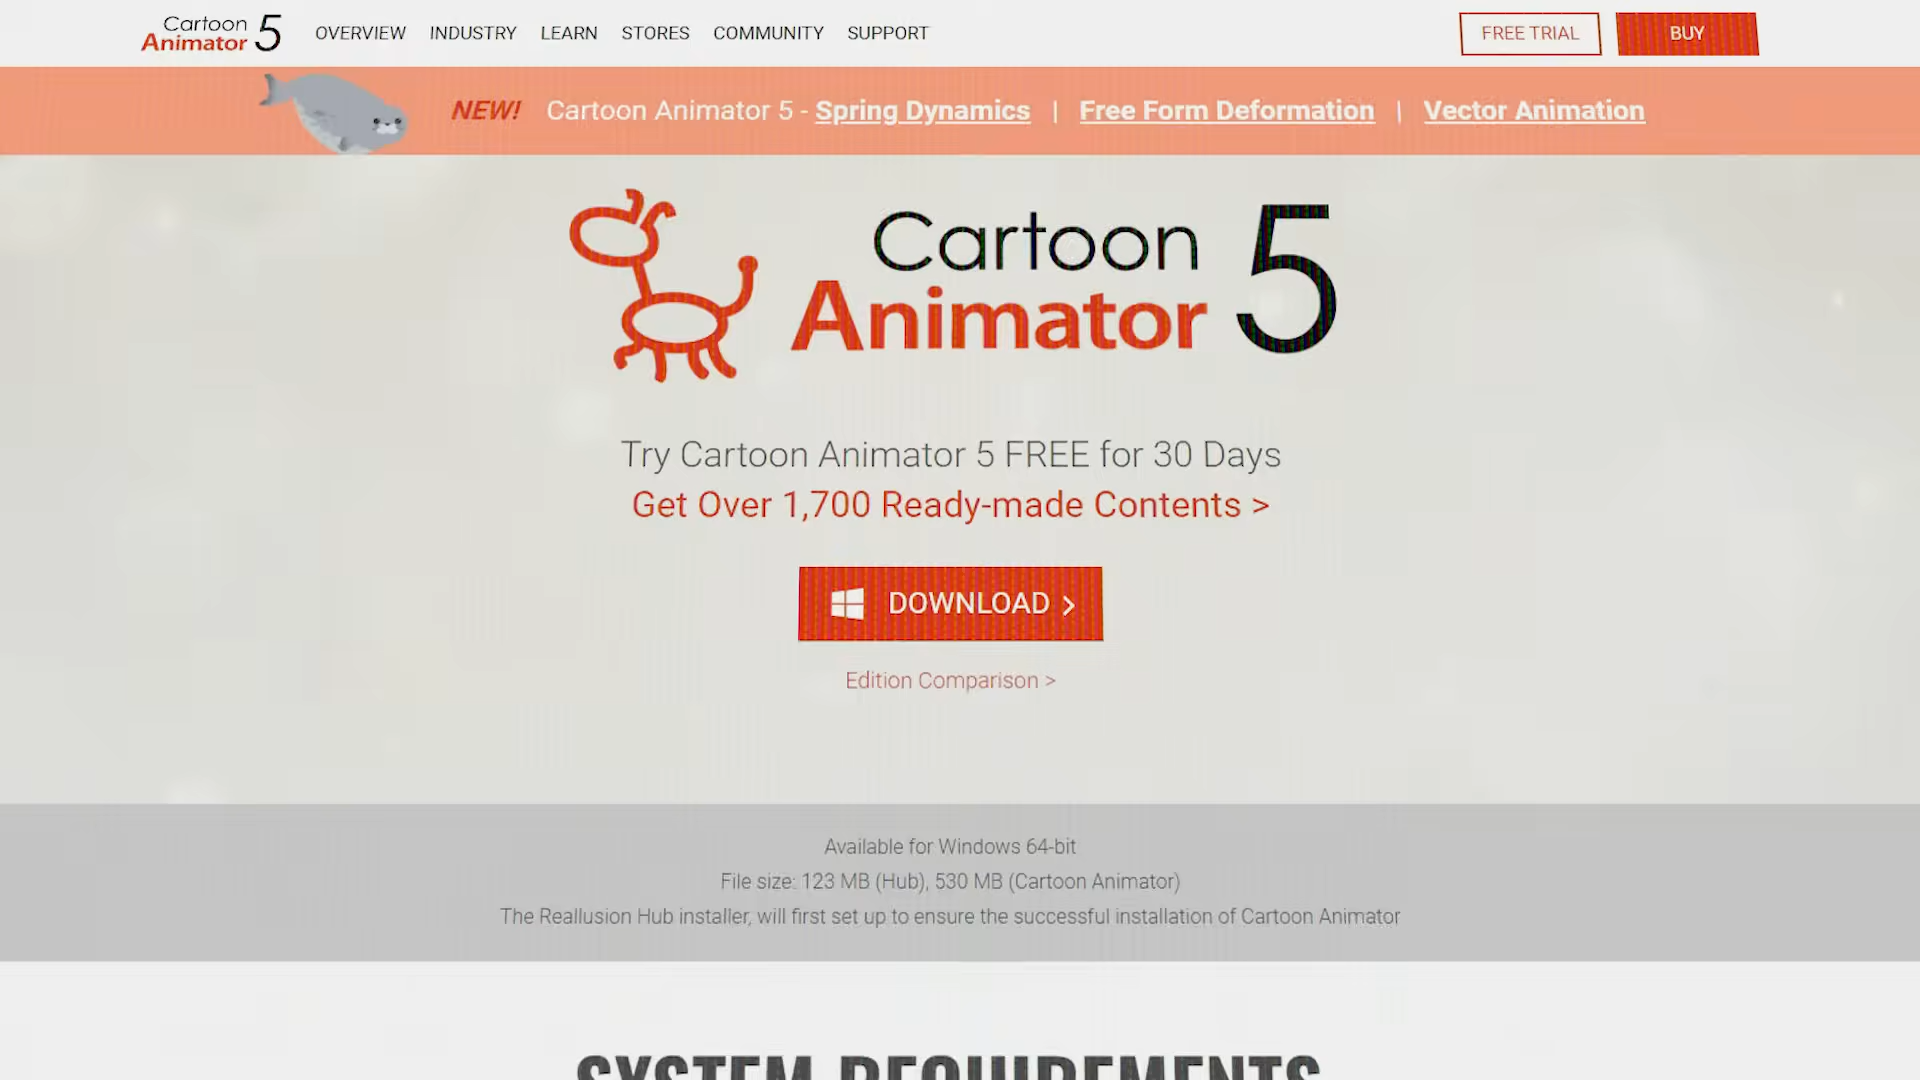 Cartoon Animator 5 OVERVIEW INDUSTRY LEARN STORES COMMUNITY SUPPORT FREE TRIAL BUY
NEW! Cartoon Animator 5 - Spring Dynamics | Free Form Deformation | Vector Animation
Cartoon
Animator 5
Try Cartoon Animator 5 FREE for 30 Days
Get Over 1,700 Ready-made Contents >
DOWNLOAD >
Edition Comparison >
Available for Windows 64-bit
File size: 123 MB (Hub), 530 MB (Cartoon Animator)
The Reallusion Hub installer, will first set up to ensure the successful installation of Cartoon Animator
SYSTEM REQUIREMENTS